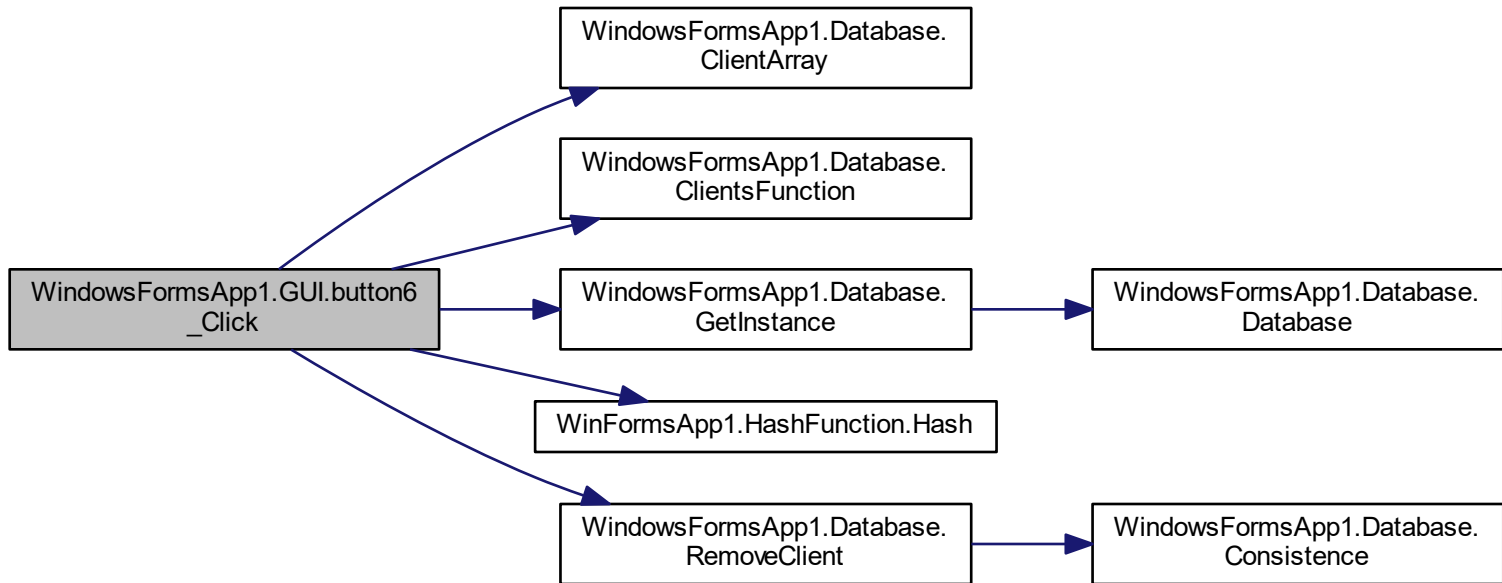 WindowsFormsApp1.Database.
ClientArray
WindowsFormsApp1.Database.
ClientsFunction
WindowsFormsApp1.GUI.button6
_Click
WindowsFormsApp1.Database.
GetInstance
WindowsFormsApp1.Database.
Database
WinFormsApp1.HashFunction.Hash
WindowsFormsApp1.Database.
RemoveClient
WindowsFormsApp1.Database.
Consistence